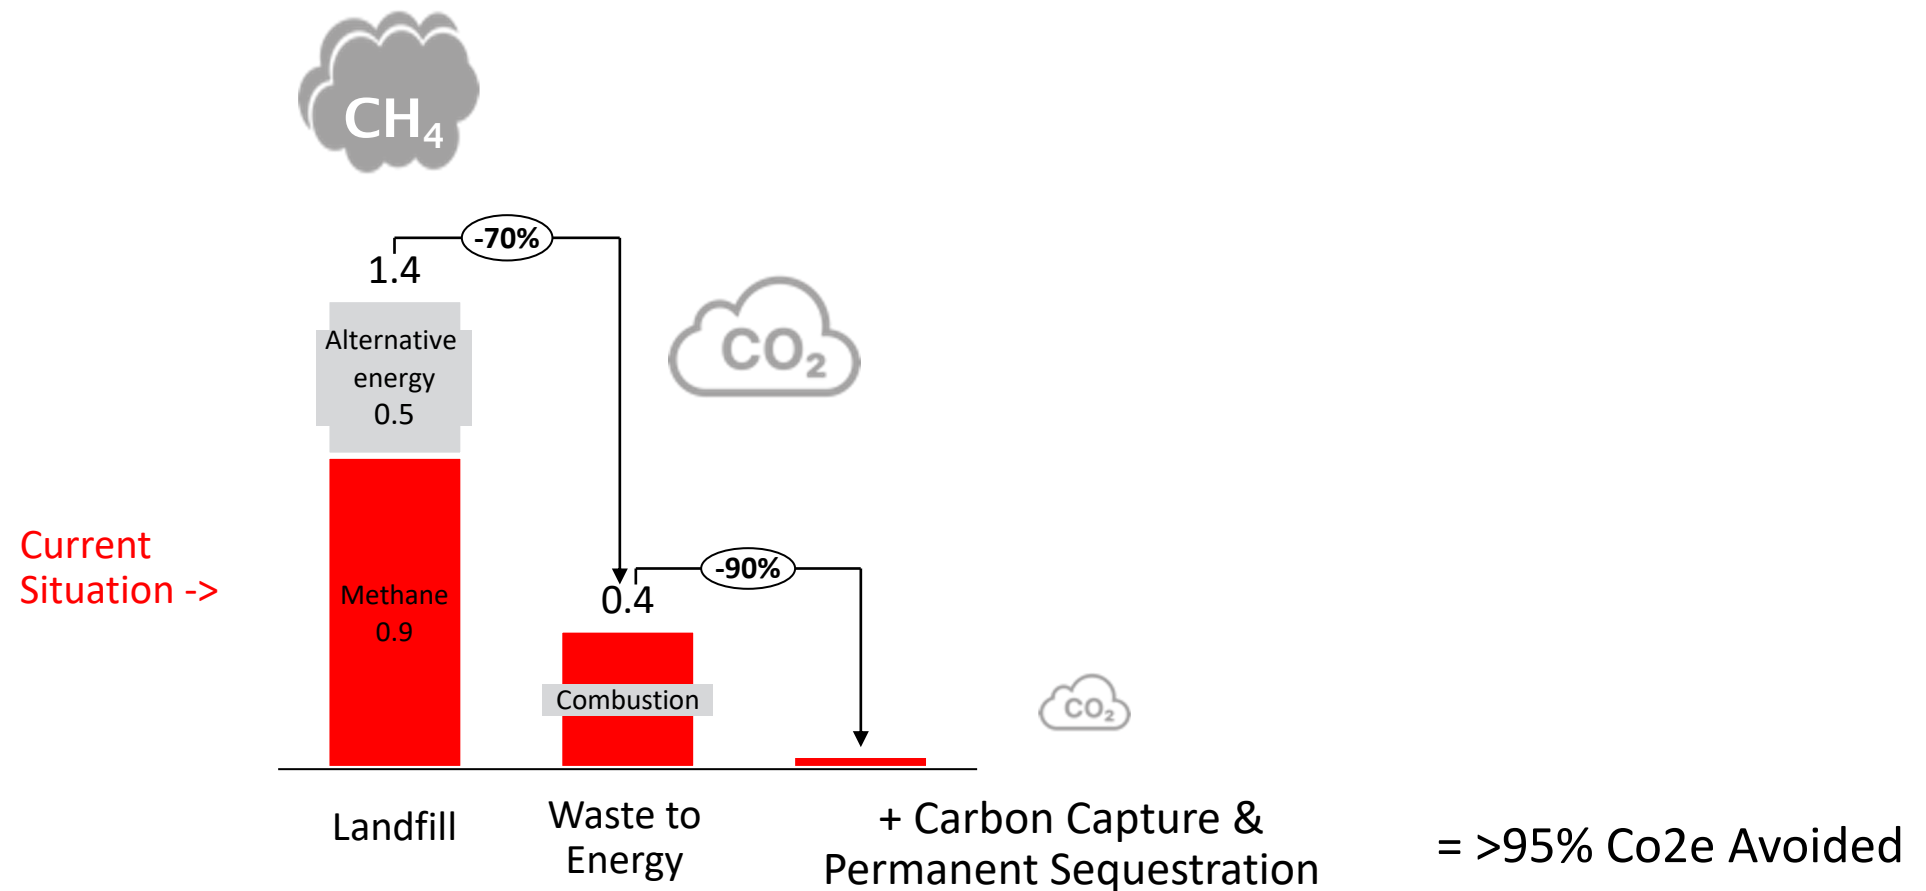 CH₄
-70%
1.4
Alternative
energy
0.5
CO₂
Current
Situation ->
Methane
0.9
-90%
0.4
Combustion
CO₂
Landfill
Waste to
Energy
+ Carbon Capture &
Permanent Sequestration
= >95% Co2e Avoided